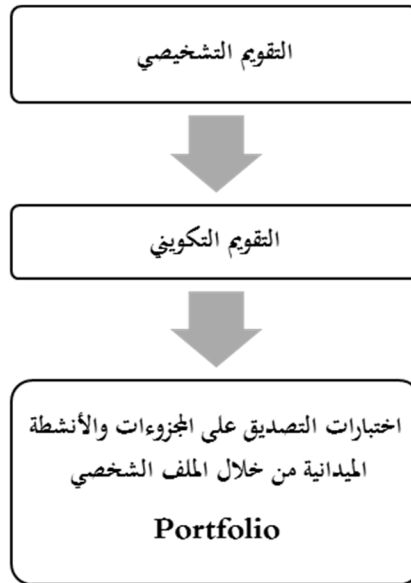 التقويم التشخيصي
التقويم التكويني
اختبارات التصديق على المجزوءات والأنشطة
الميدانية من خلال الملف الشخصي
Portfolio